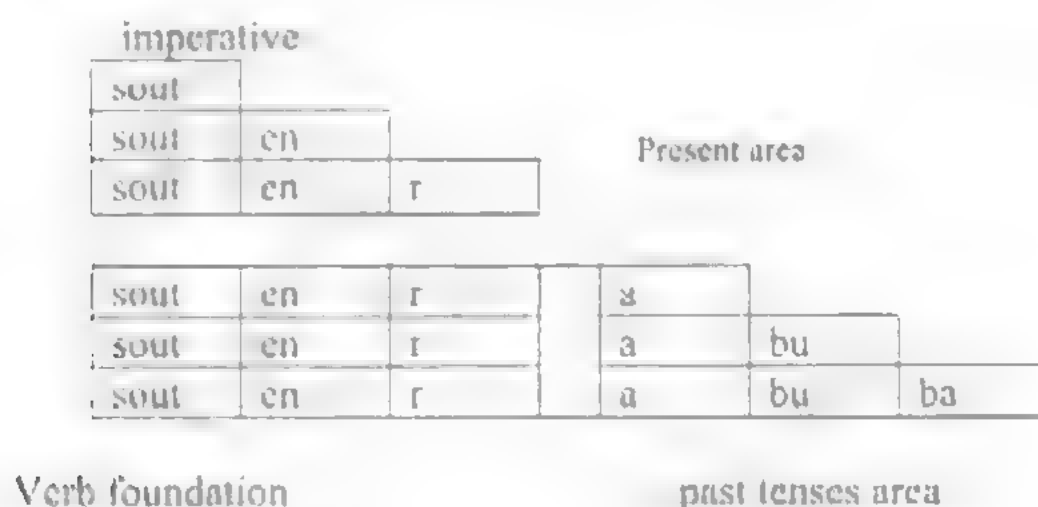 imperative
sout
sout en
Present area
sout en r
sout en r a
sout en r a bu
sout en r a bu ba
Verb foundation past tenses area